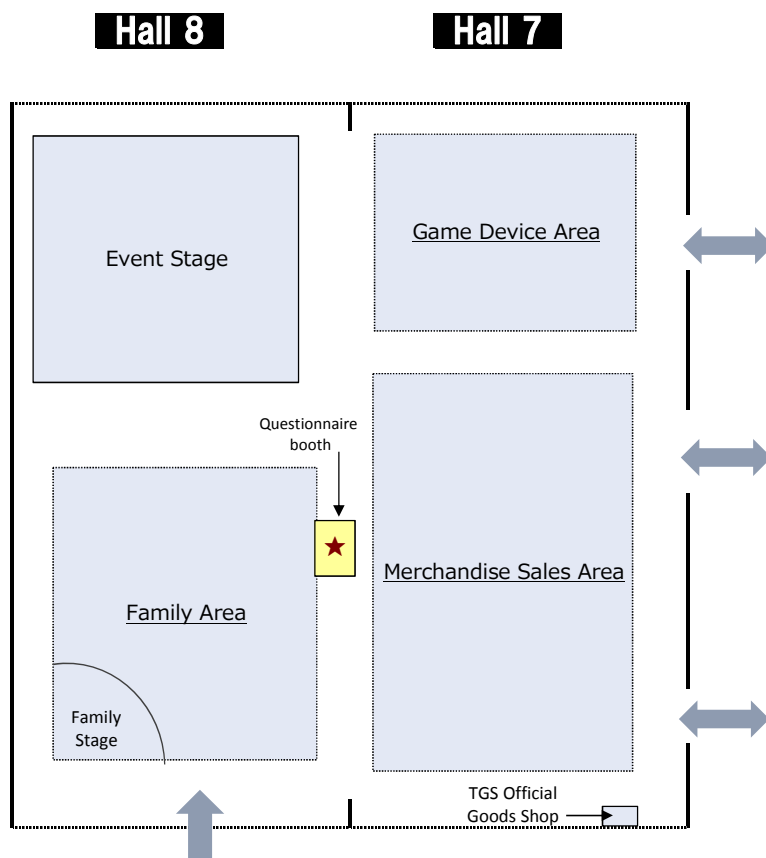 Hall 8
Hall 7
Event Stage
Game Device Area
Questionnaire
booth
Merchandise Sales Area
Family Area
Family
Stage
TGS Official
Goods Shop